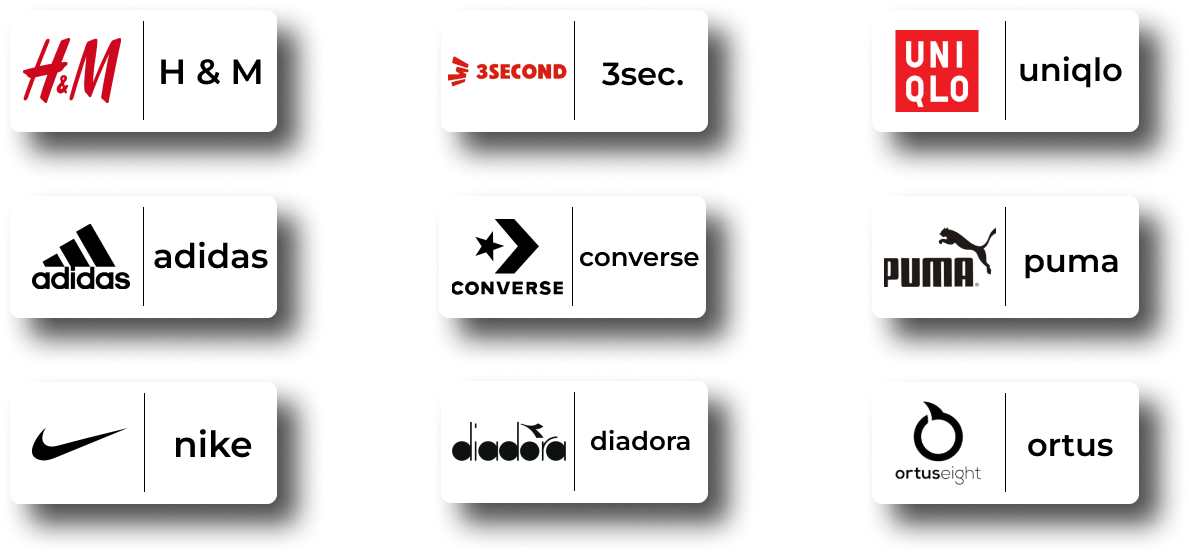 H&M
H & M
3SECOND
3sec.
UNI
QLO
uniqlo
adidas
adidas
CONVERSE
converse
PUMA®
puma
nike
diadora
diadora
ortuseight
ortus